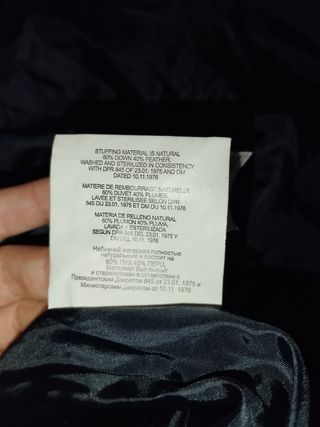 STUFFING MATERIAL IS NATURAL
60% DOWN 40% FEATHER,
WASHED AND STERILIZED IN CONSISTENCY
WITH DPR 845 OF 23.01. 1975 AND DM
DATED 10.11.1976
MATIERE DE REMBOURRAGE NATURELLE
60% DUVET 40% PLUMES,
LAVÉE ET STERILISÉE SELON DPR
845 DU 23.01. 1975 ET DM DU 10.11.1976
MATERIA DE RELLENO NATURAL
60% PLUMON 40% PLUMA,
LAVADA / ESTERIZADA
SEGUN DPR 845 DEL 23.01. 1975 Y
DM DEL 10.11. 1976
Набивной материал полностью
натуральный и состоит на
60% ПУХ 40% ПЕРО,
Материал был вымыт
и стерилизован в соответствии с
Президентским Декретом 845 от 23.01. 1975 и
Министерским Декретом от 10.11. 1976